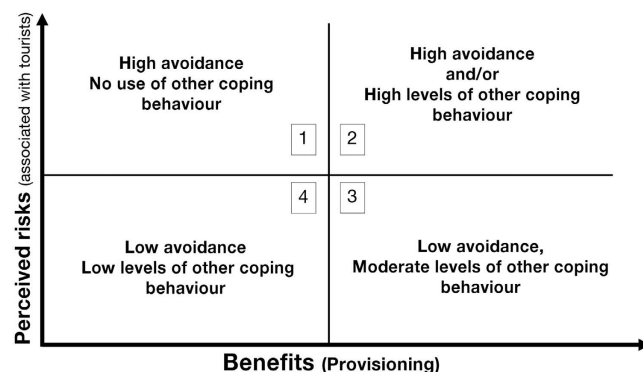 High avoidance
No use of other coping
behaviour
High avoidance
and/or
High levels of other coping
behaviour
1
2
4
3
Low avoidance
Low levels of other coping
behaviour
Low avoidance,
Moderate levels of other coping
behaviour
Perceived risks (associated with tourists)
Benefits (Provisioning)